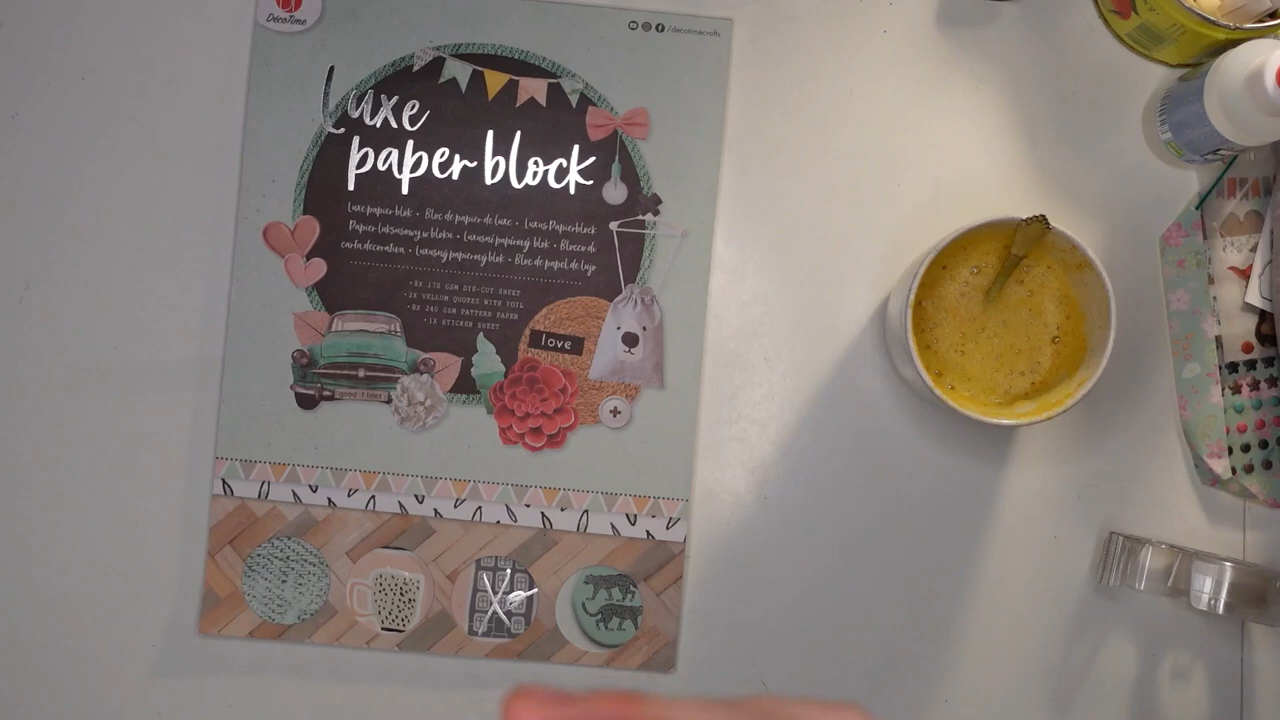 DécoTime
/decotimecrafts
Luxe
paper block
Luxe papier blok • Bloc de papier de luxe • Luxus Papierblock
Papier luksusowy w bloku • Luxusní papírový blok • Blocco di
carta decorativa • Luxusný papierový blok • Bloc de papel de lujo
• 8X 175 GSM DIE-CUT SHEET
• 2X VELLUM QUOTES WITH FOIL
• 8X 240 GSM PATTERN PAPER
• 1X STICKER SHEET
love
good times